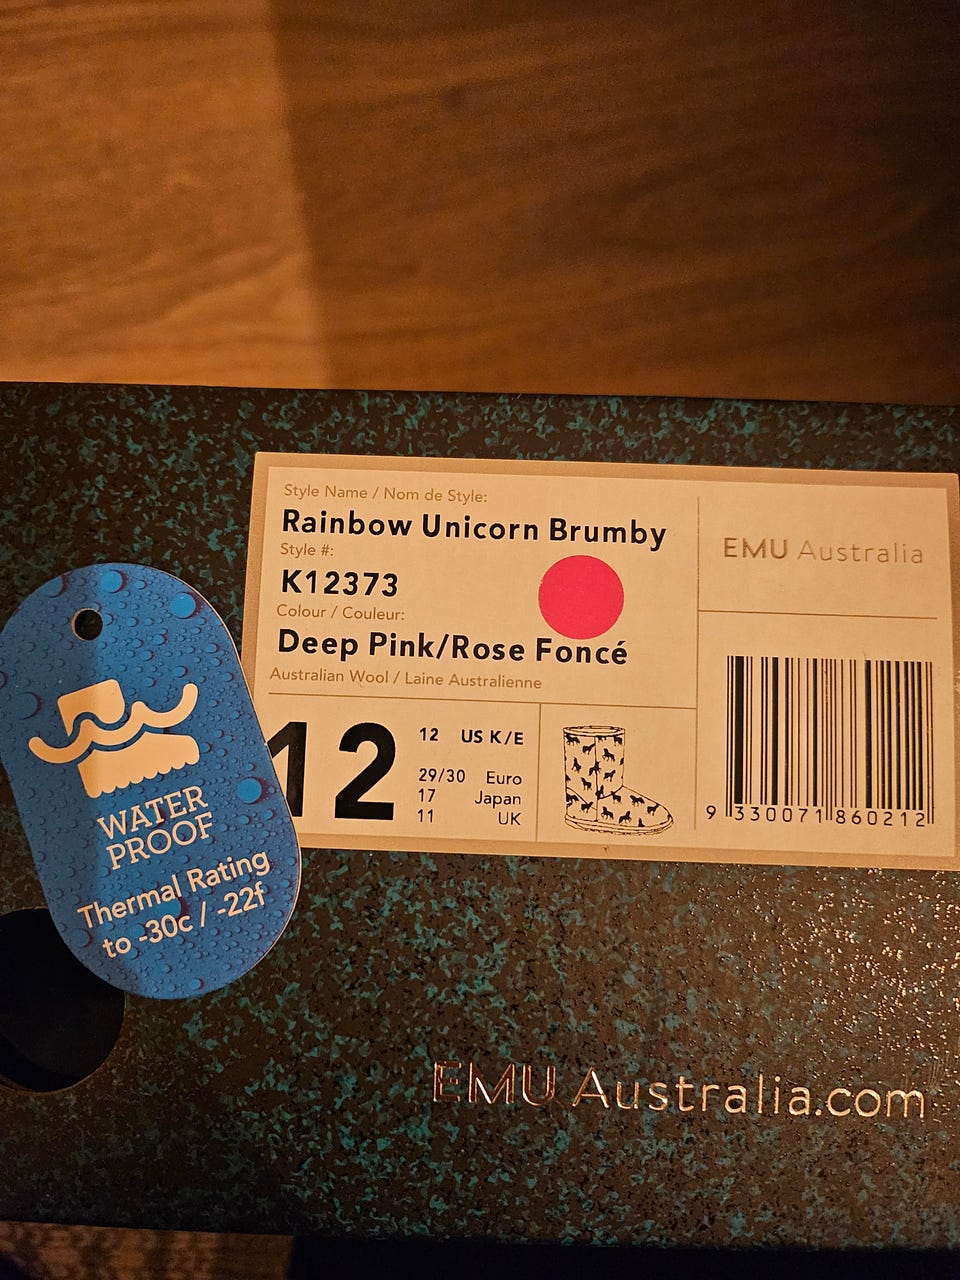 Style Name / Nom de Style:
Rainbow Unicorn Brumby
Style #:
K12373
Colour / Couleur:
Deep Pink/Rose Foncé
Australian Wool / Laine Australienne
EMU Australia
12
12 US K/E
29/30 Euro
17 Japan
11 UK
9 330071 860212
WATER
PROOF
Thermal Rating
to -30c / -22f
EMU Australia.com